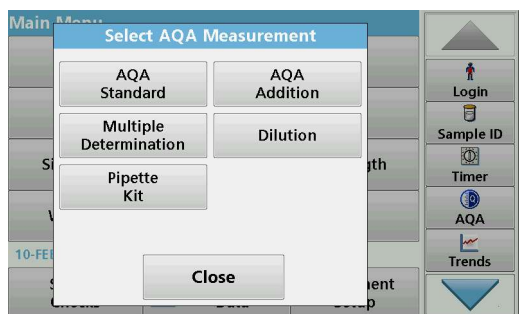 Main Menu
Select AQA Measurement
AQA
Standard
AQA
Addition
Multiple
Determination
Dilution
Pipette
Kit
Close
10-FE
Login
Sample ID
Timer
AQA
Trends